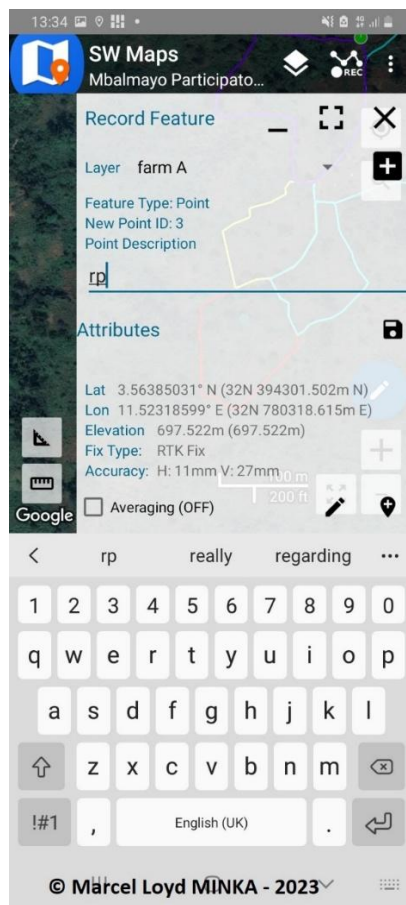 13:34
SW Maps
Mbalmayo Participato...
REC
Record Feature
Layer farm A
Feature Type: Point
New Point ID: 3
Point Description
rp
Attributes
Lat 3.56385031° N (32N 394301.502m N)
Lon 11.52318599° E (32N 780318.615m E)
Elevation 697.522m (697.522m)
Fix Type: RTK Fix
Accuracy: H: 11mm V: 27mm
100 m
200 ft
Google
Averaging (OFF)
rp really regarding
1 2 3 4 5 6 7 8 9 0
q w e r t y u i o p
a s d f g h j k l
z x c v b n m
!#1 , English (UK) .
© Marcel Loyd MINKA - 2023